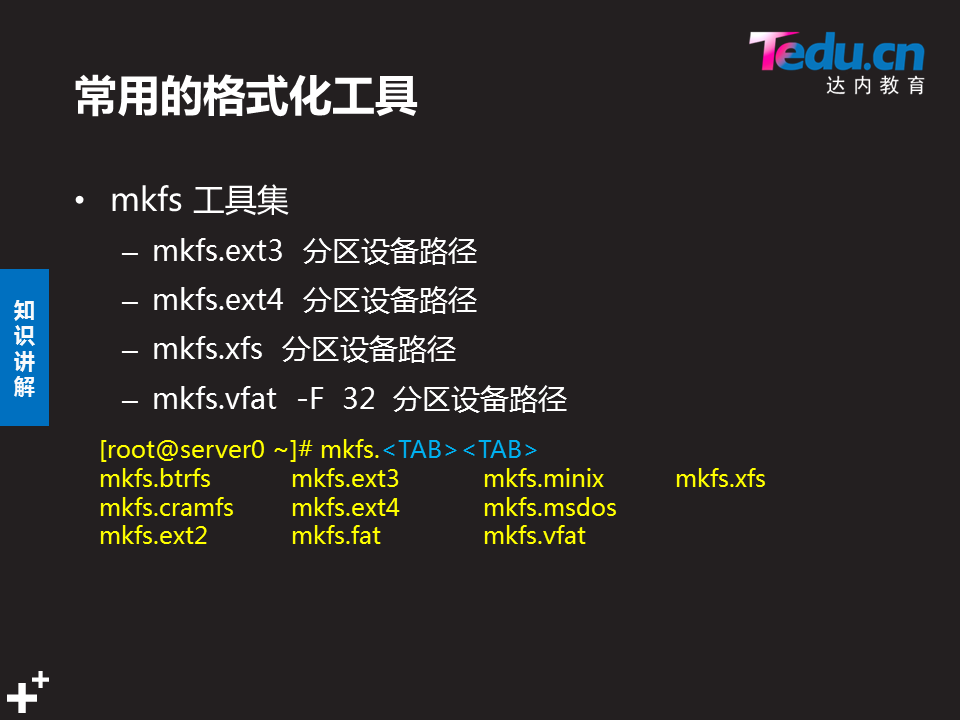 Tedu.cn
达内教育
常用的格式化工具
• mkfs 工具集
– mkfs.ext3 分区设备路径
– mkfs.ext4 分区设备路径
– mkfs.xfs 分区设备路径
– mkfs.vfat -F 32 分区设备路径
知识讲解
[root@server0 ~]# mkfs.<TAB><TAB>
mkfs.btrfs mkfs.ext3 mkfs.minix mkfs.xfs
mkfs.cramfs mkfs.ext4 mkfs.msdos
mkfs.ext2 mkfs.fat mkfs.vfat